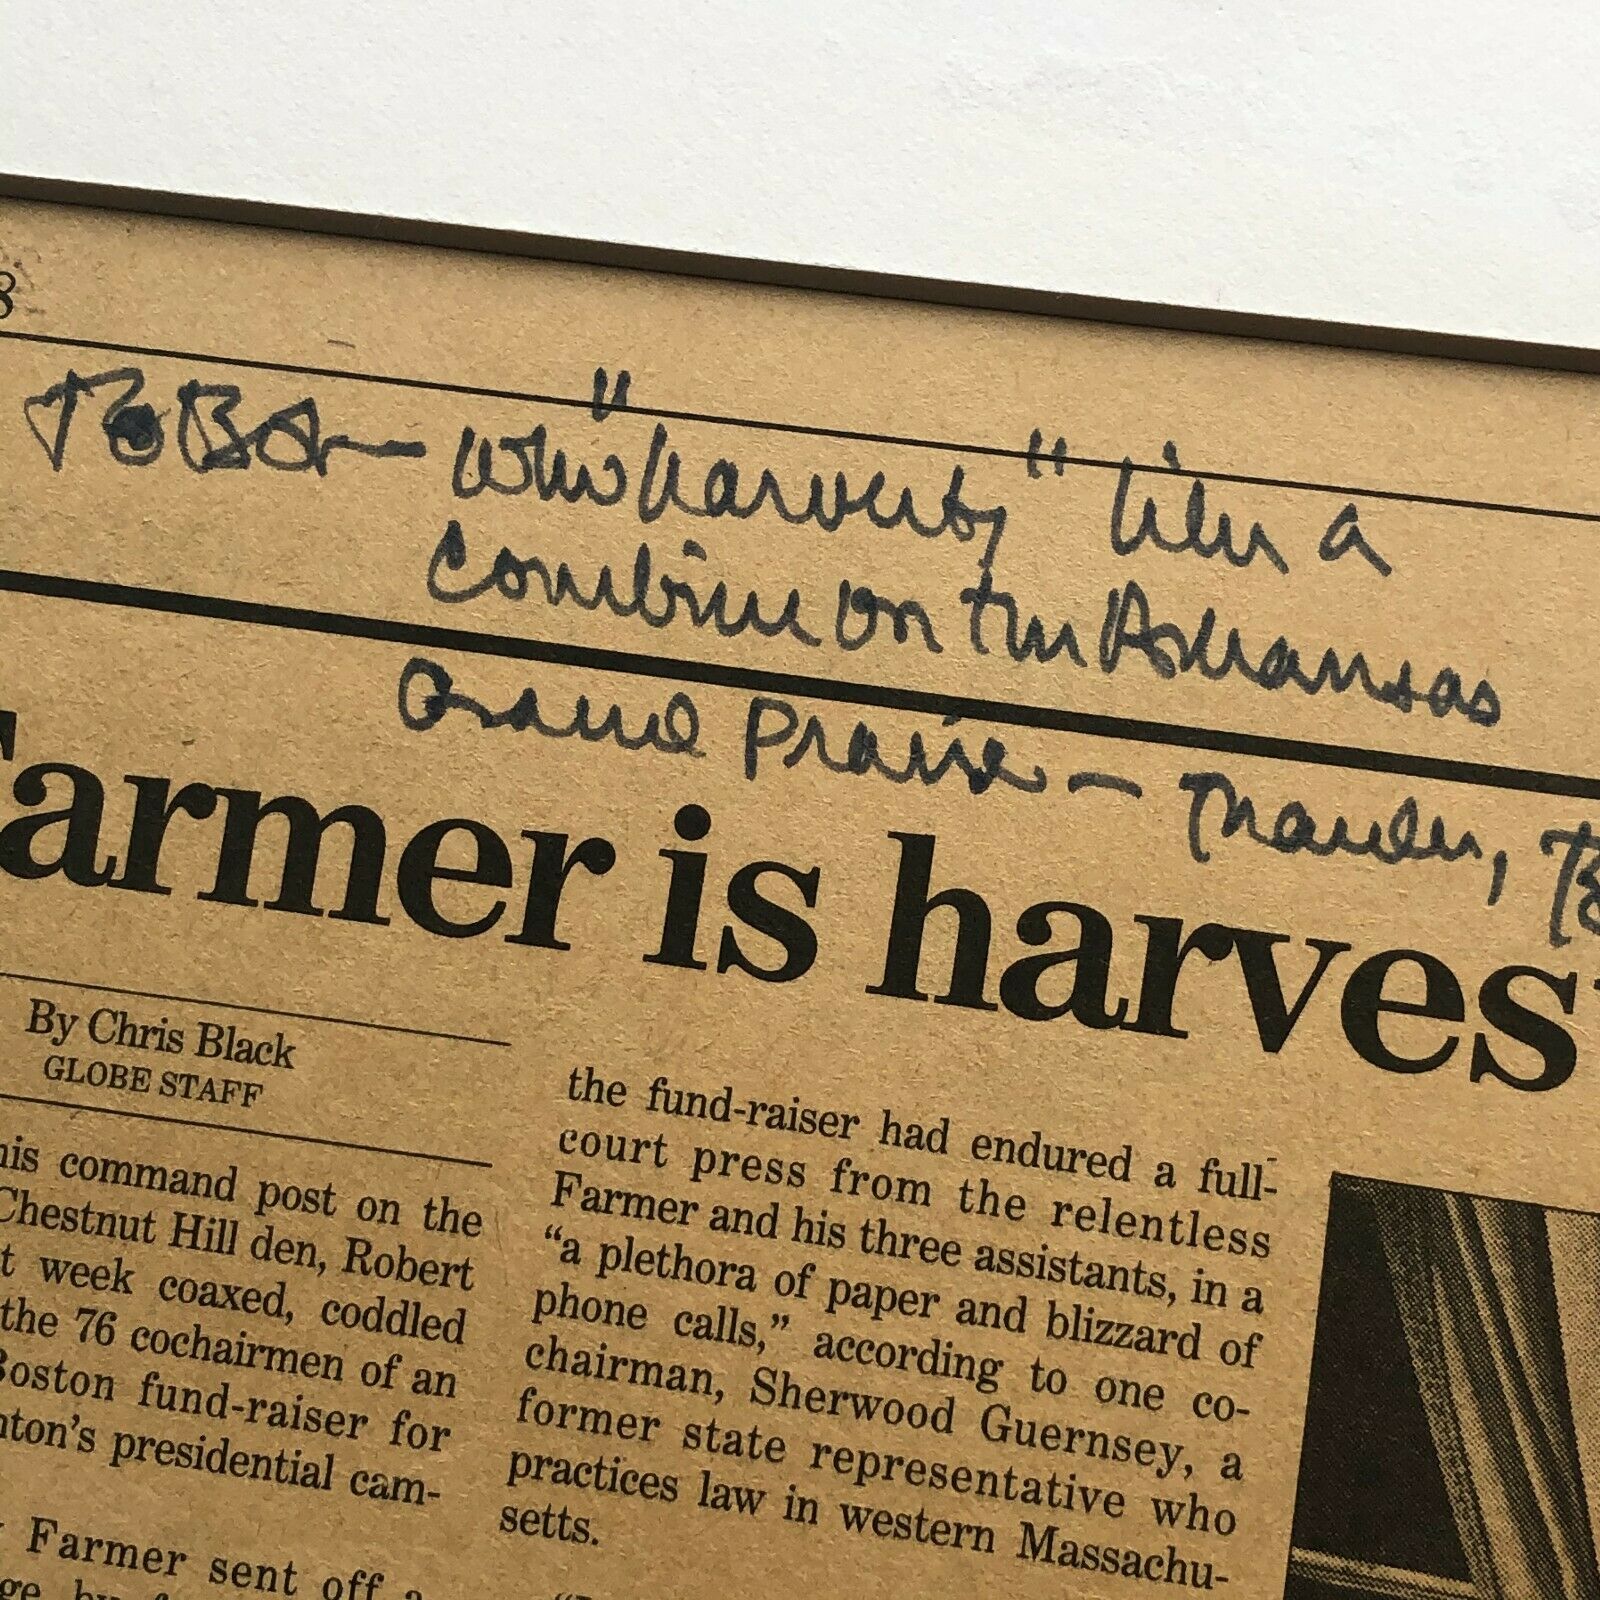 8
To Bob— who "harvests" like a
combine on the Arkansas
Grand Prairie — Thanks, B
Farmer is harves
By Chris Black
GLOBE STAFF
his command post on the
Chestnut Hill den, Robert
t week coaxed, coddled
the 76 cochairmen of an
Boston fund-raiser for
nton's presidential cam-
Farmer sent off a
ge by
the fund-raiser had endured a full-
court press from the relentless
Farmer and his three assistants, in a
“a plethora of paper and blizzard of
phone calls,” according to one co-
chairman, Sherwood Guernsey, a
former state representative who
practices law in western Massachu-
setts.